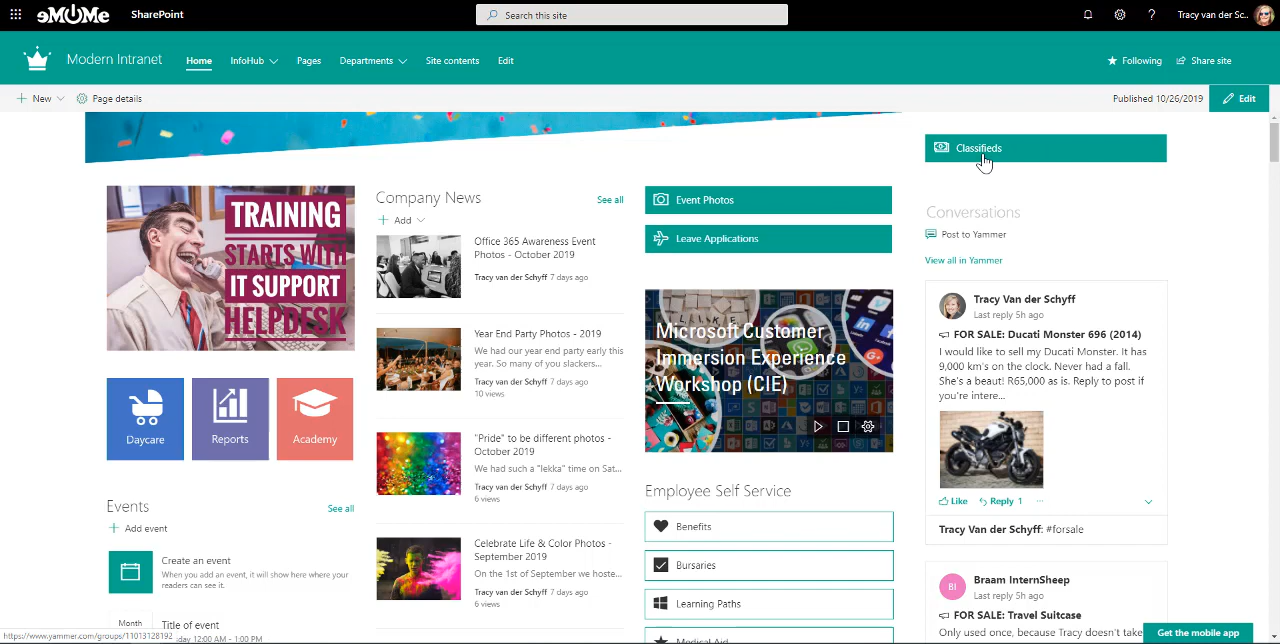 eMUMe
SharePoint
Search this site
Tracy van der Sc..
Modern Intranet
Home
InfoHub
Pages
Departments
Site contents
Edit
Following
Share site
New
Page details
Published 10/26/2019
Edit
TRAINING
STARTS WITH
IT SUPPORT
HELPDESK
Daycare
Reports
Academy
Events
See all
Add event
Create an event
When you add an event, it will show here where your
readers can see it.
Month
Title of event
day 12:00 AM - 1:00 PM
https://www.yammer.com/groups/11013128192
Company News
See all
Add
Office 365 Awareness Event
Photos - October 2019
Tracy van der Schyff 7 days ago
Year End Party Photos - 2019
We had our year end party early this
year. So many of you slackers...
Tracy van der Schyff 7 days ago
10 views
"Pride" to be different photos -
October 2019
We had such a "lekka" time on Sat...
Tracy van der Schyff 7 days ago
6 views
Celebrate Life & Color Photos -
September 2019
On the 1st of September we hoste...
Tracy van der Schyff 7 days ago
6 views
Event Photos
Leave Applications
LIKE
Microsoft Customer
Immersion Experience
Workshop (CIE)
Employee Self Service
Benefits
Bursaries
Learning Paths
Medical Aid
Classifieds
Conversations
Post to Yammer
View all in Yammer
Tracy Van der Schyff
Last reply 5h ago
FOR SALE: Ducati Monster 696 (2014)
I would like to sell my Ducati Monster. It has
9,000 km's on the clock. Never had a fall.
She's a beaut! R65,000 as is. Reply to post if
you're intere...
Like
Reply 1
...
Tracy Van der Schyff: #forsale
BI
Braam InternSheep
Last reply 5h ago
FOR SALE: Travel Suitcase
Only used once, because Tracy doesn't take
Get the mobile app